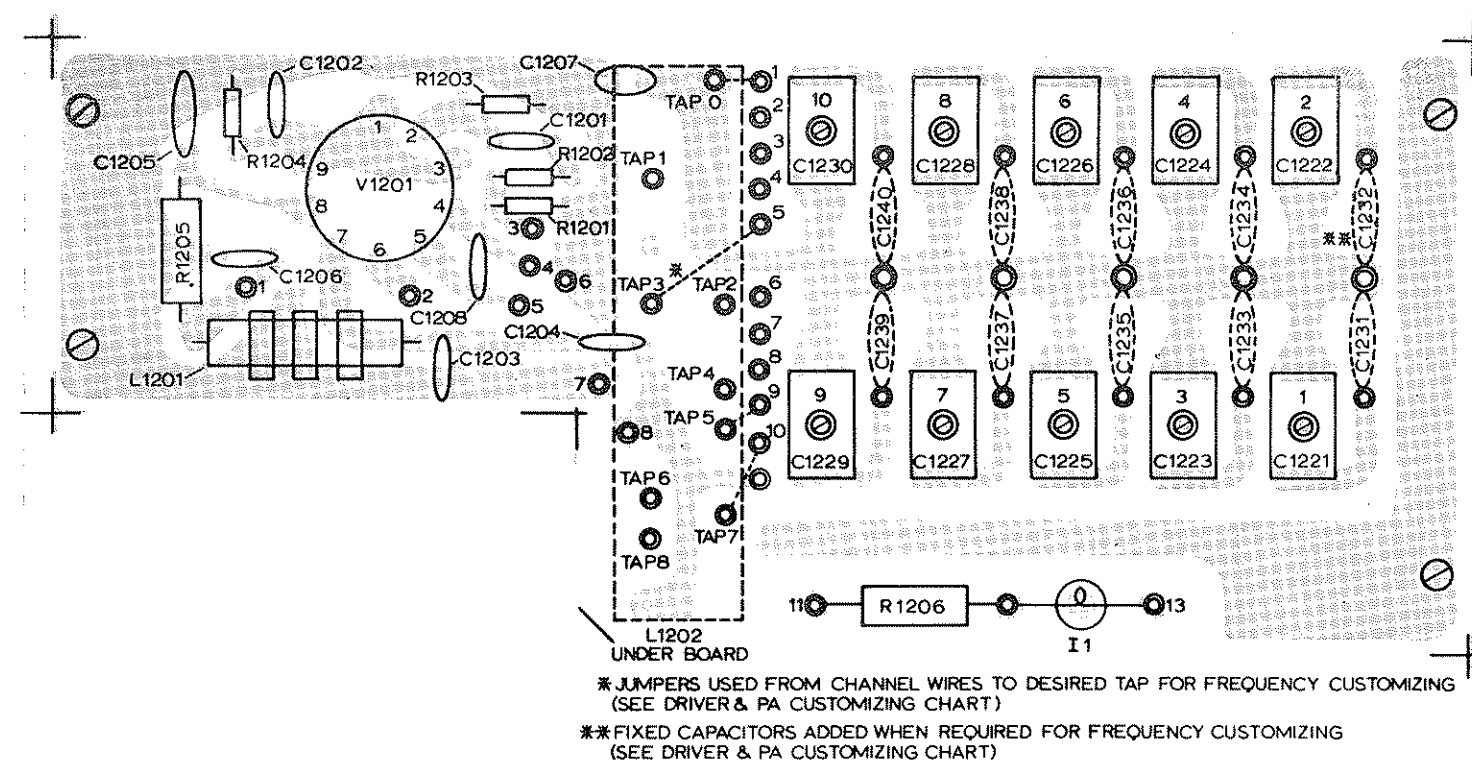 C1202
C1207
R1203
TAP 0
1
10
8
6
4
2
2
C1201
3
C1205
R1204
1
2
R1202
TAP1
C1230
C1228
C1226
C1224
C1222
9
3
V1201
4
8
4
5
R1201
3
7
5
6
R1205
C1240
C1238
C1236
C1234
C1232
**
C1206
4
6
*
1
2
TAP3
TAP2
6
5
C1208
C1204
7
C1239
C1237
C1235
C1233
C1231
C1203
L1201
8
7
TAP4
9
9
7
5
3
1
TAP5
8
10
C1229
C1227
C1225
C1223
C1221
TAP6
TAP7
TAP8
11
R1206
13
I1
L1202
UNDER BOARD
* JUMPERS USED FROM CHANNEL WIRES TO DESIRED TAP FOR FREQUENCY CUSTOMIZING
(SEE DRIVER & PA CUSTOMIZING CHART)
** FIXED CAPACITORS ADDED WHEN REQUIRED FOR FREQUENCY CUSTOMIZING
(SEE DRIVER & PA CUSTOMIZING CHART)